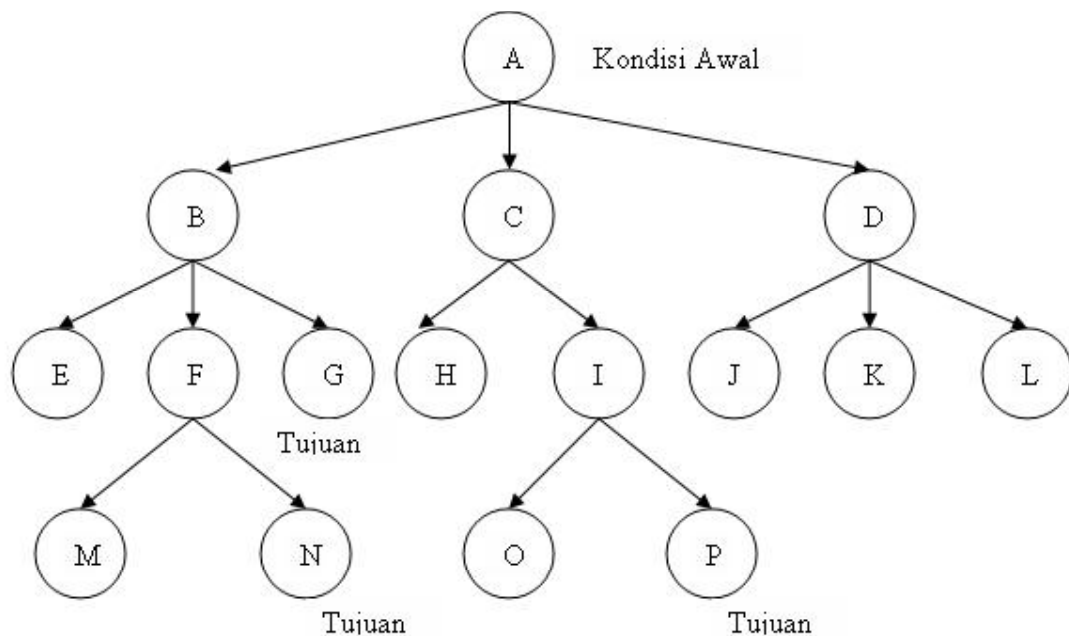 A Kondisi Awal
B C D
E F G H I J K L
Tujuan
M N O P
Tujuan Tujuan